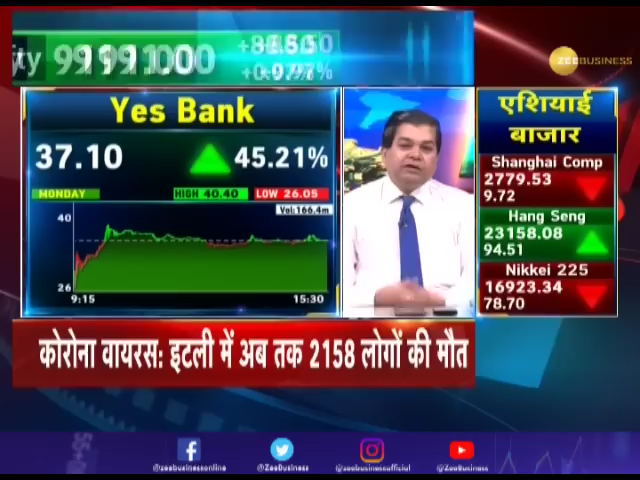 ZEEBUSINESS
Yes Bank
37.10 45.21%
MONDAY HIGH 40.40 LOW 26.05
Vol:166.4m
40
26
9:15 15:30
एशियाई
बाजार
Shanghai Comp
2779.53
9.72
Hang Seng
23158.08
94.51
Nikkei 225
16923.34
78.70
कोरोना वायरस: इटली में अब तक 2158 लोगों की मौत
@zeebusinessonline @ZeeBusiness @zeebusinessofficial @ZeeBusiness